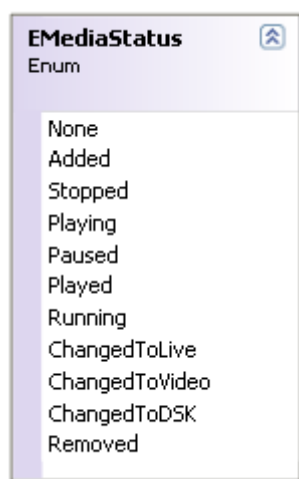 EMediaStatus
Enum
None
Added
Stopped
Playing
Paused
Played
Running
ChangedToLive
ChangedToVideo
ChangedToDSK
Removed